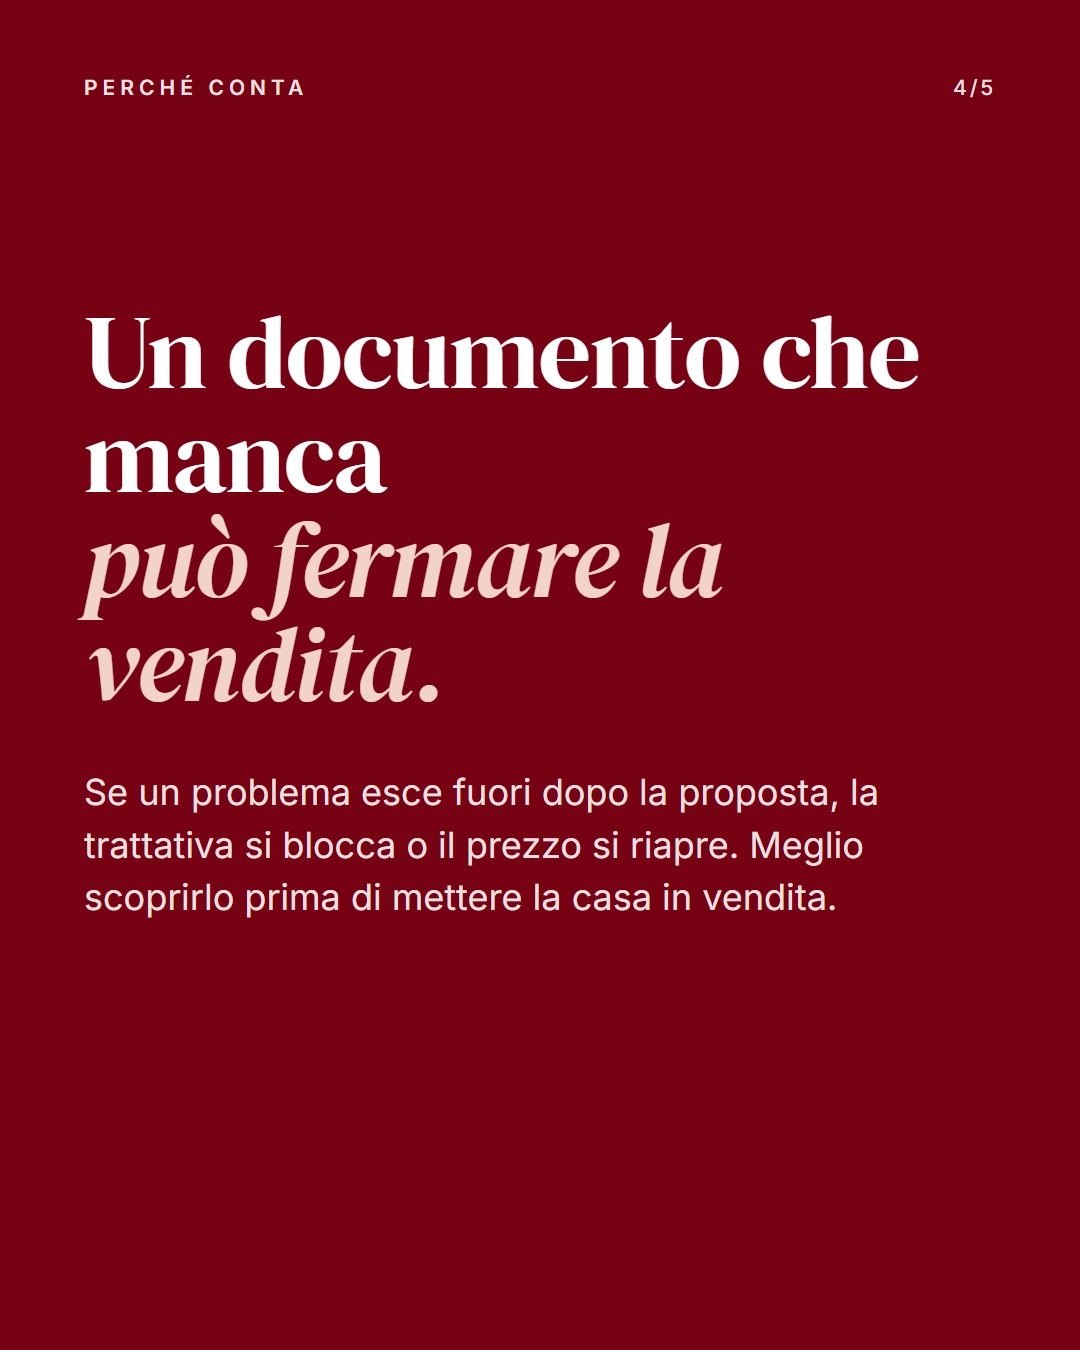 PERCHÉ CONTA
4/5
Un documento che
manca
può fermare la
vendita.
Se un problema esce fuori dopo la proposta, la
trattativa si blocca o il prezzo si riapre. Meglio
scoprirlo prima di mettere la casa in vendita.